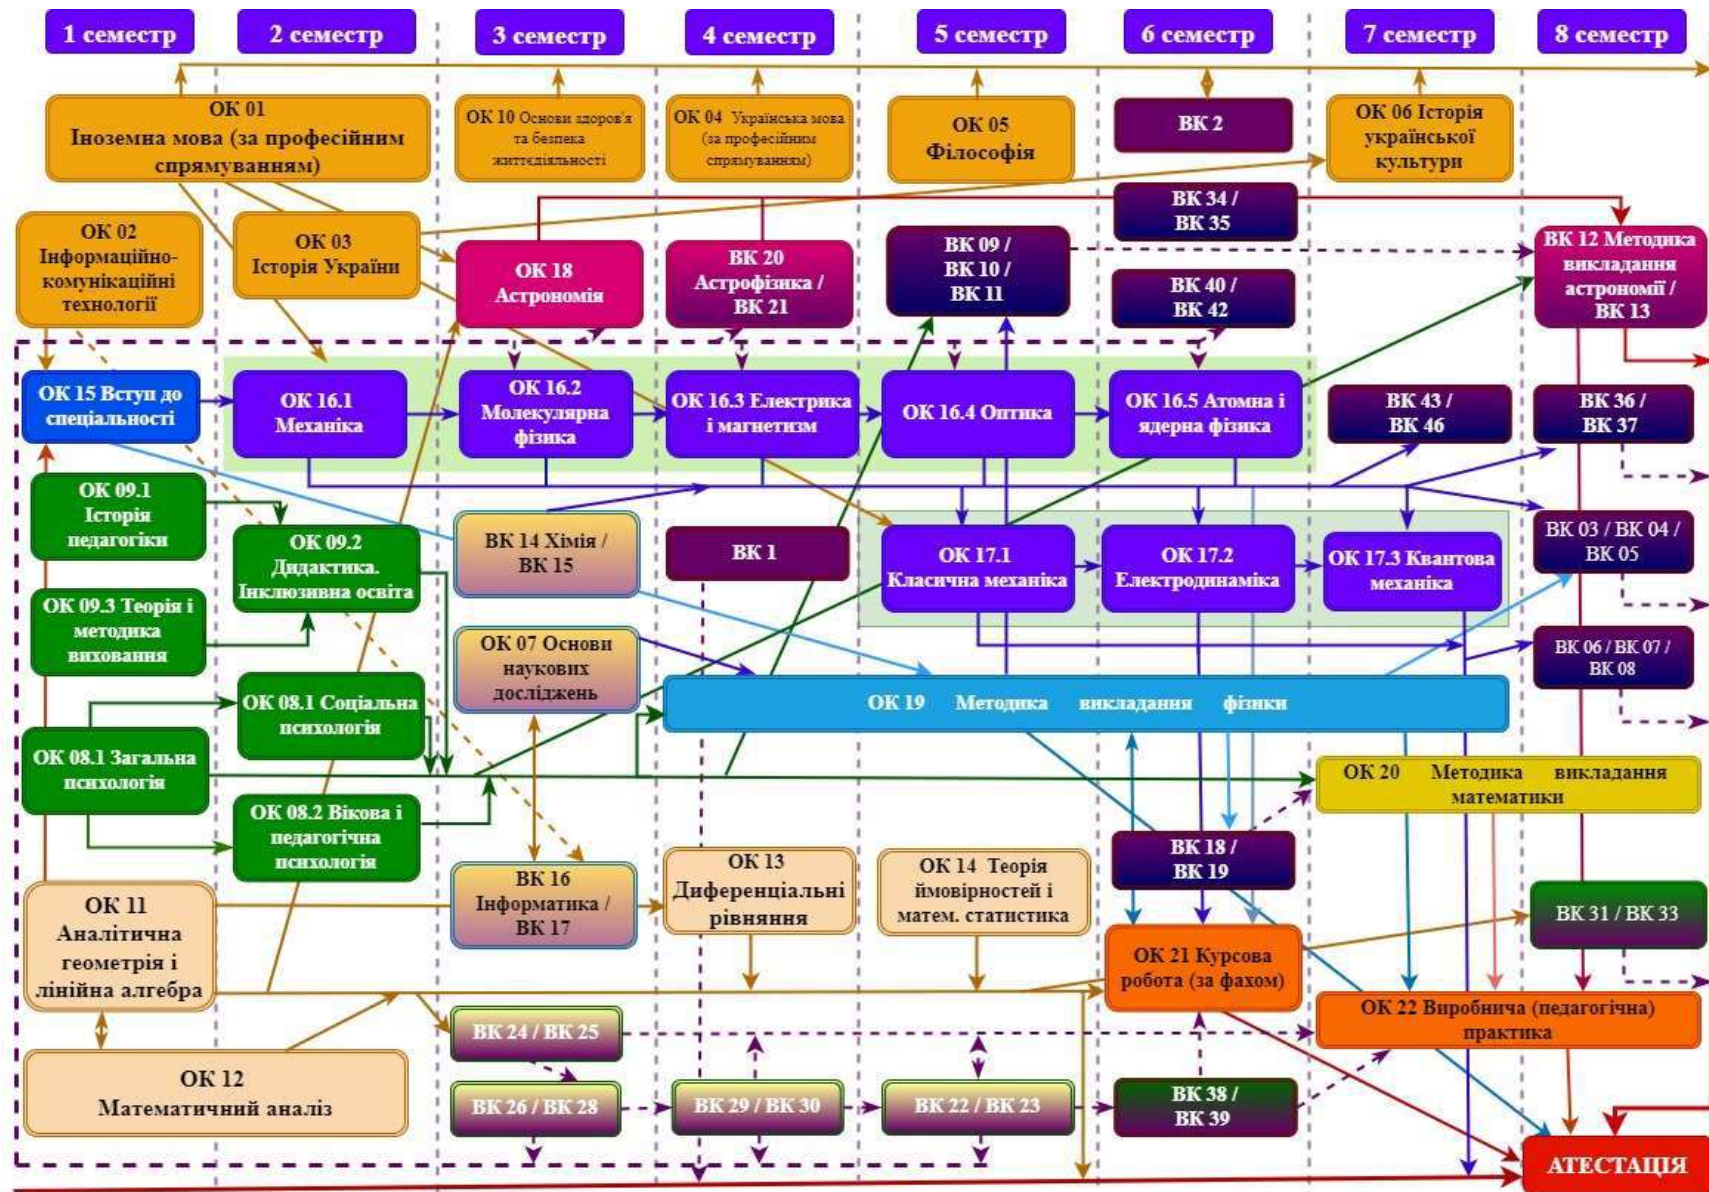 1 семестр
2 семестр
3 семестр
4 семестр
5 семестр
6 семестр
7 семестр
8 семестр
ОК 01
Іноземна мова (за професійним
спрямуванням)
ОК 10 Основи здоров'я
та безпека
життєдіяльності
ОК 04 Українська мова
(за професійним
спрямуванням)
ОК 05
Філософія
ВК 2
ОК 06 Історія
української
культури
ОК 02
Інформаційно-
комунікаційні
технології
ОК 03
Історія України
ОК 18
Астрономія
ВК 20
Астрофізика /
ВК 21
ВК 09 /
ВК 10 /
ВК 11
ВК 34 /
ВК 35
ВК 40 /
ВК 42
ВК 12 Методика
викладання
астрономії /
ВК 13
ОК 15 Вступ до
спеціальності
ОК 16.1
Механіка
ОК 16.2
Молекулярна
фізика
ОК 16.3 Електрика
і магнетизм
ОК 16.4 Оптика
ОК 16.5 Атомна і
ядерна фізика
ВК 43 /
ВК 46
ВК 36 /
ВК 37
ОК 09.1
Історія
педагогіки
ОК 09.2
Дидактика.
Інклюзивна освіта
ВК 14 Хімія /
ВК 15
ВК 1
ОК 17.1
Класична механіка
ОК 17.2
Електродинаміка
ОК 17.3 Квантова
механіка
ВК 03 / ВК 04 /
ВК 05
ОК 09.3 Теорія і
методика
виховання
ОК 07 Основи
наукових
досліджень
ВК 06 / ВК 07 /
ВК 08
ОК 08.1 Соціальна
психологія
ОК 19 Методика викладання фізики
ОК 08.1 Загальна
психологія
ОК 20 Методика викладання
математики
ОК 08.2 Вікова і
педагогічна
психологія
ВК 18 /
ВК 19
ОК 11
Аналітична
геометрія і
лінійна алгебра
ВК 16
Інформатика /
ВК 17
ОК 13
Диференціальні
рівняння
ОК 14 Теорія
ймовірностей і
матем. статистика
ВК 31 / ВК 33
ОК 21 Курсова
робота (за фахом)
ОК 22 Виробнича (педагогічна)
практика
ВК 24 / ВК 25
ОК 12
Математичний аналіз
ВК 26 / ВК 28
ВК 29 / ВК 30
ВК 22 / ВК 23
ВК 38 /
ВК 39
АТЕСТАЦІЯ